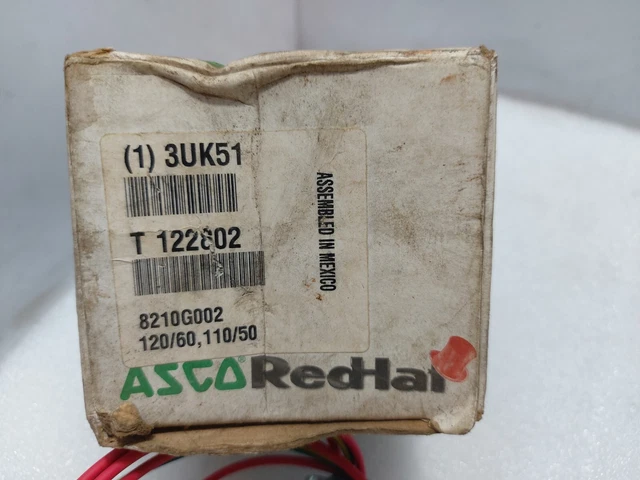 (1) 3UK51
T 122802
8210G002
120/60,110/50
ASSEMBLED IN MEXICO
ASCO RedHat